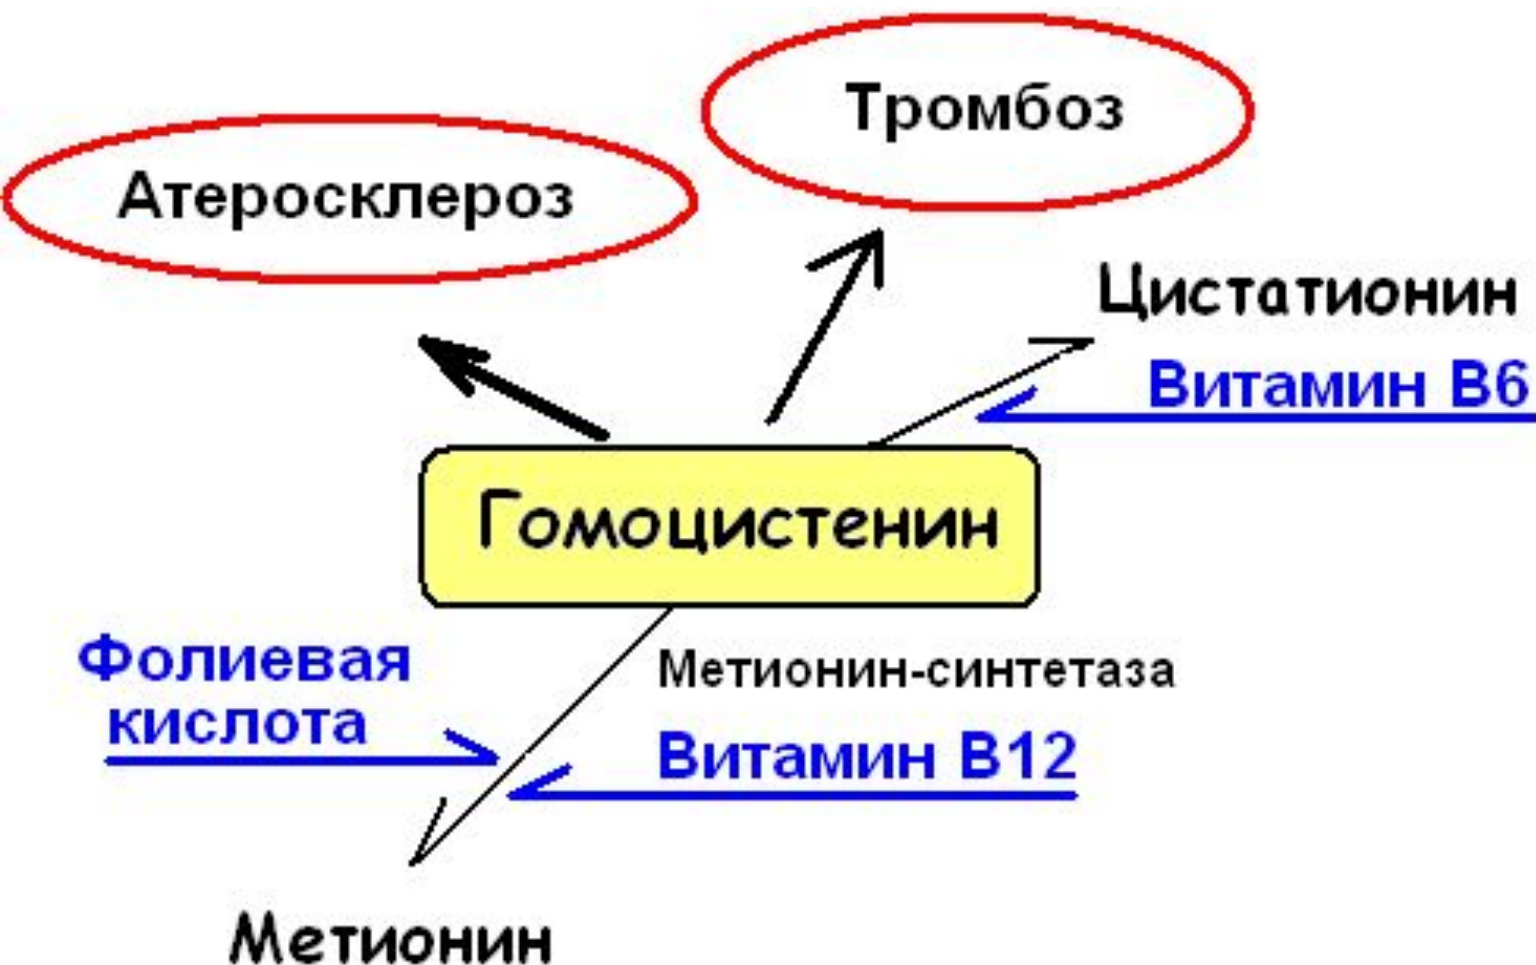 Тромбоз
Атеросклероз
Цистатионин
Витамин В6
Гомоцистенин
Фолиевая
кислота
Метионин-синтетаза
Витамин В12
Метионин